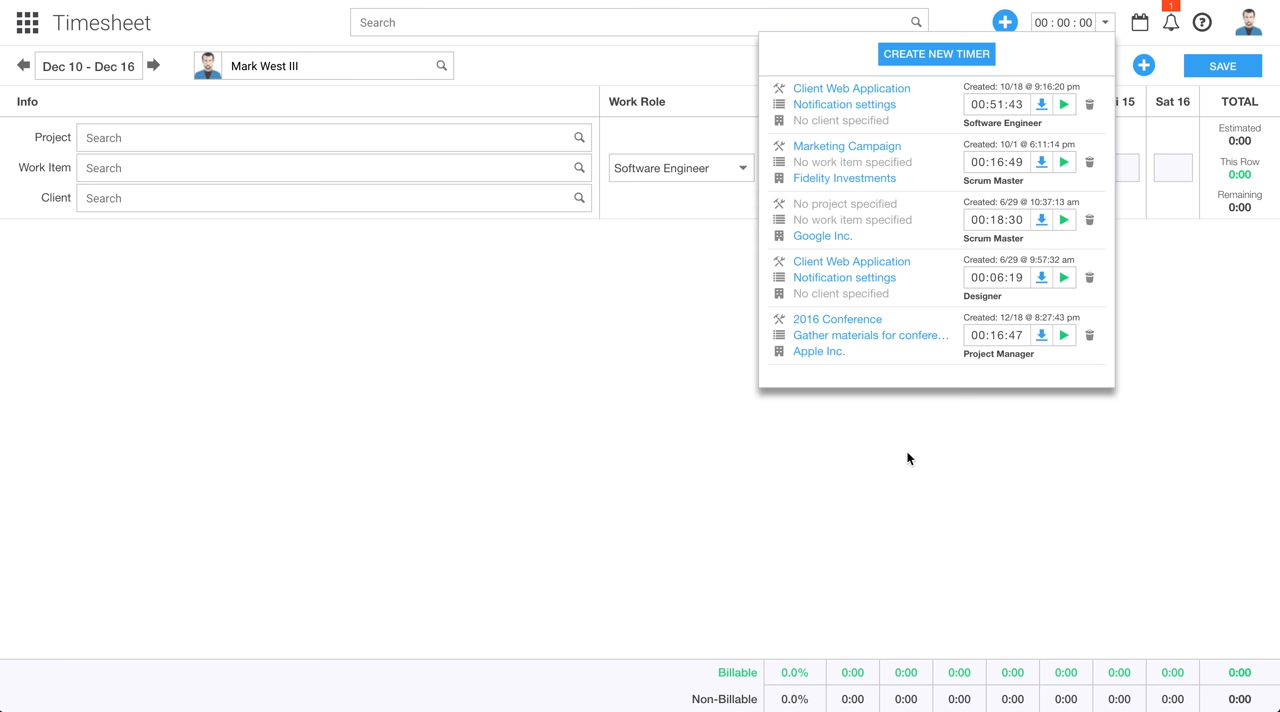 Timesheet
Search
00 : 00 : 00
1
Dec 10 - Dec 16
Mark West III
SAVE
CREATE NEW TIMER
Info
Work Role
i 15
Sat 16
TOTAL
Project
Search
Work Item
Search
Client
Search
Software Engineer
Estimated
0:00
This Row
0:00
Remaining
0:00
Client Web Application
Notification settings
No client specified
Created: 10/18 @ 9:16:20 pm
00:51:43
Software Engineer
Marketing Campaign
No work item specified
Fidelity Investments
Created: 10/1 @ 6:11:14 pm
00:16:49
Scrum Master
No project specified
No work item specified
Google Inc.
Created: 6/29 @ 10:37:13 am
00:18:30
Scrum Master
Client Web Application
Notification settings
No client specified
Created: 6/29 @ 9:57:32 am
00:06:19
Designer
2016 Conference
Gather materials for confere...
Apple Inc.
Created: 12/18 @ 8:27:43 pm
00:16:47
Project Manager
Billable 0.0% 0:00 0:00 0:00 0:00 0:00 0:00 0:00 0:00
Non-Billable 0.0% 0:00 0:00 0:00 0:00 0:00 0:00 0:00 0:00